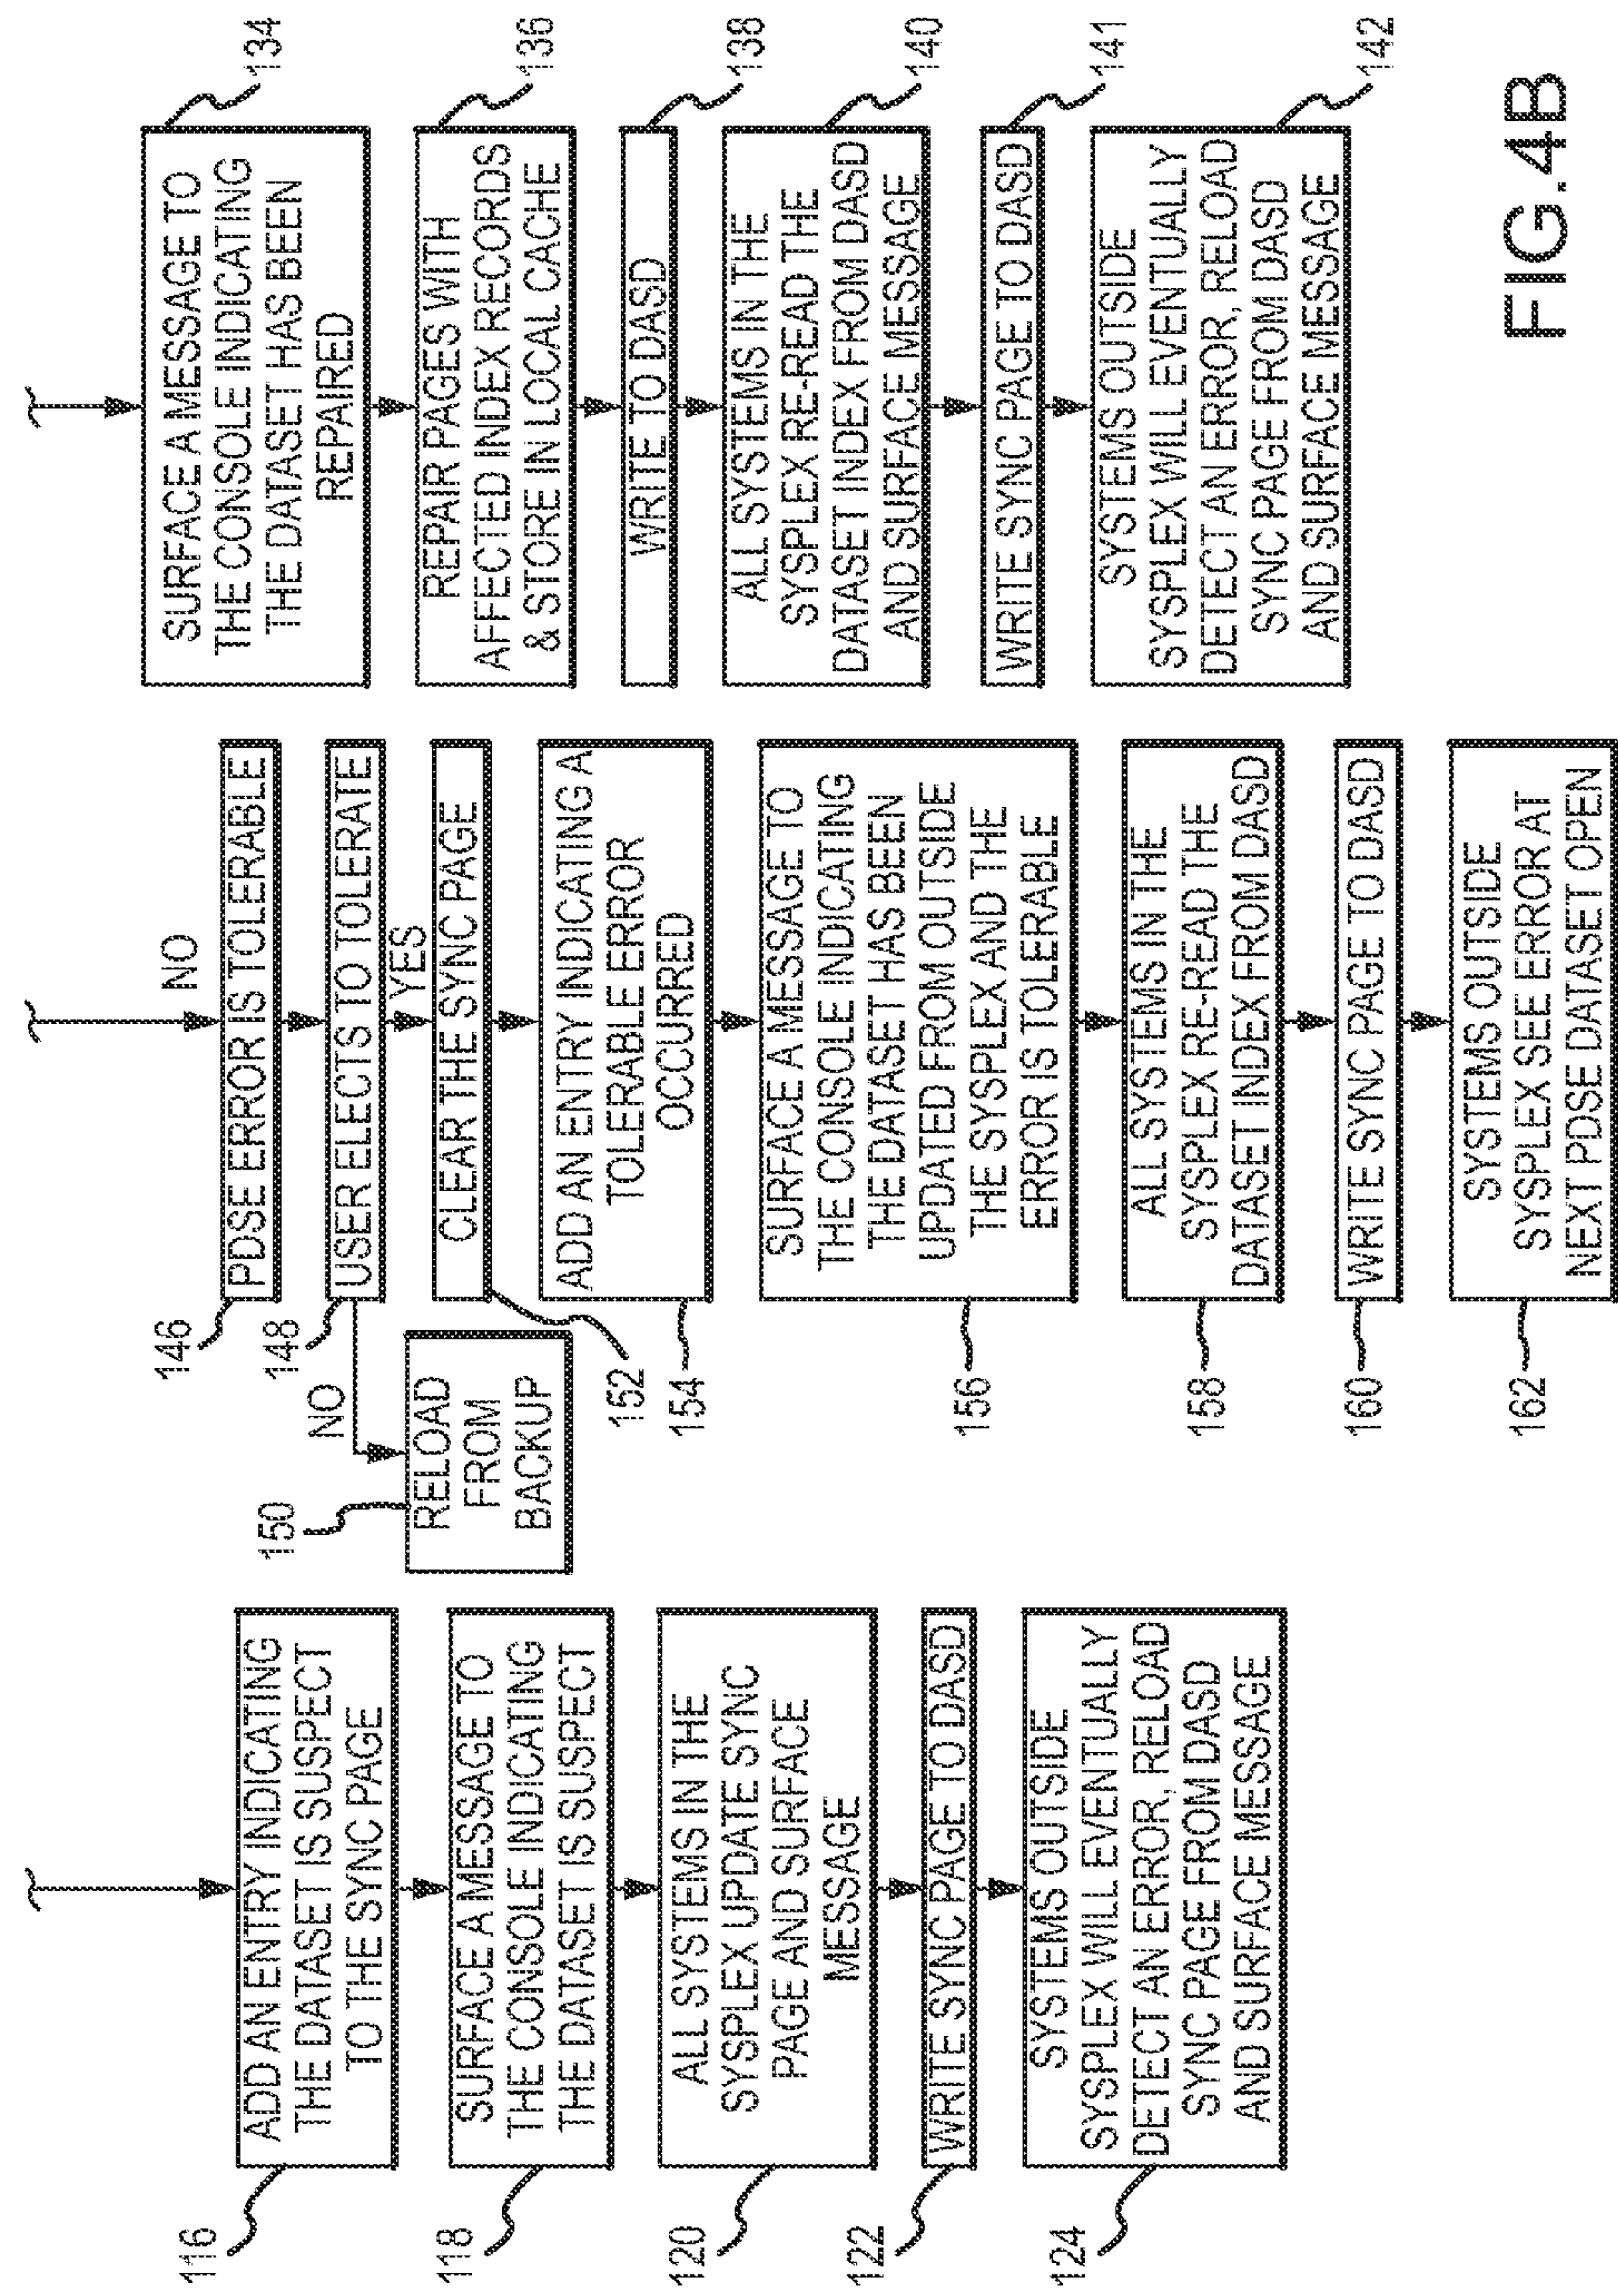 116
ADD AN ENTRY INDICATING
THE DATASET IS SUSPECT
TO THE SYNC PAGE
118
SURFACE A MESSAGE TO
THE CONSOLE INDICATING
THE DATASET IS SUSPECT
120
ALL SYSTEMS IN THE
SYSPLEX UPDATE SYNC
PAGE AND SURFACE
MESSAGE
122
WRITE SYNC PAGE TO DASD
124
SYSTEMS OUTSIDE
SYSPLEX WILL EVENTUALLY
DETECT AN ERROR, RELOAD
SYNC PAGE FROM DASD
AND SURFACE MESSAGE
NO
146
PDSE ERROR IS TOLERABLE
148
USER ELECTS TO TOLERATE
NO
150
RELOAD
FROM
BACKUP
YES
152
CLEAR THE SYNC PAGE
154
ADD AN ENTRY INDICATING A
TOLERABLE ERROR
OCCURRED
156
SURFACE A MESSAGE TO
THE CONSOLE INDICATING
THE DATASET HAS BEEN
UPDATED FROM OUTSIDE
THE SYSPLEX AND THE
ERROR IS TOLERABLE
158
ALL SYSTEMS IN THE
SYSPLEX RE-READ THE
DATASET INDEX FROM DASD
160
WRITE SYNC PAGE TO DASD
162
SYSTEMS OUTSIDE
SYSPLEX SEE ERROR AT
NEXT PDSE DATASET OPEN
134
SURFACE A MESSAGE TO
THE CONSOLE INDICATING
THE DATASET HAS BEEN
REPAIRED
136
REPAIR PAGES WITH
AFFECTED INDEX RECORDS
& STORE IN LOCAL CACHE
138
WRITE TO DASD
140
ALL SYSTEMS IN THE
SYSPLEX RE-READ THE
DATASET INDEX FROM DASD
AND SURFACE MESSAGE
141
WRITE SYNC PAGE TO DASD
142
SYSTEMS OUTSIDE
SYSPLEX WILL EVENTUALLY
DETECT AN ERROR, RELOAD
SYNC PAGE FROM DASD
AND SURFACE MESSAGE
FIG.4B